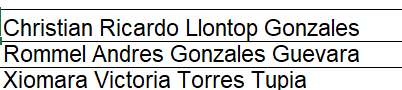 Christian Ricardo Llontop Gonzales
Rommel Andres Gonzales Guevara
Xiomara Victoria Torres Tupia